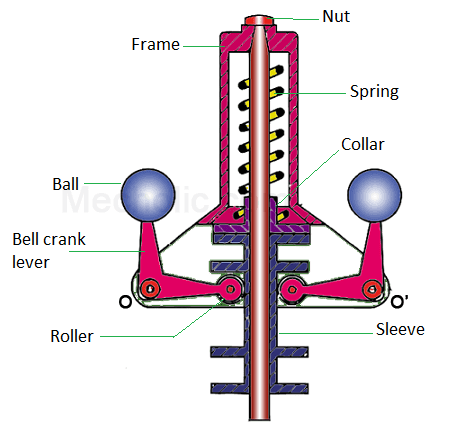 Nut
Frame
Spring
Collar
Ball
Bell crank
lever
O
O'
Roller
Sleeve